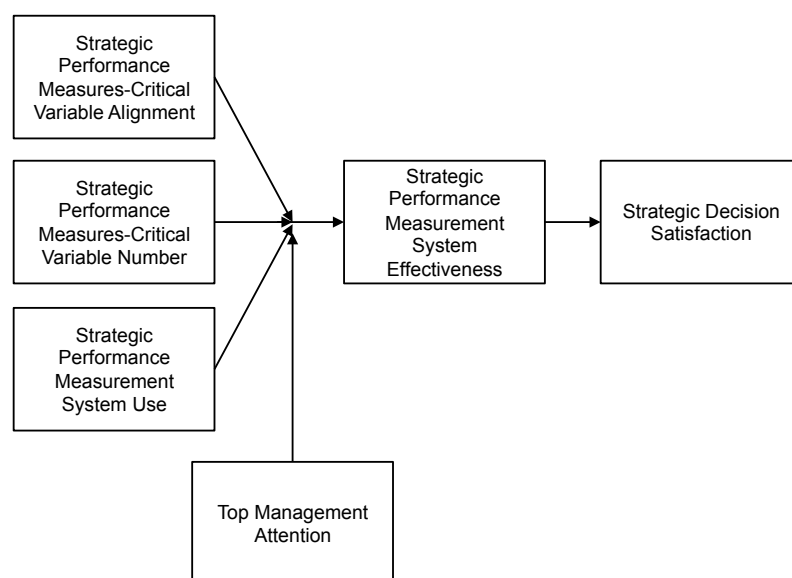 Strategic
Performance
Measures-Critical
Variable Alignment
Strategic
Performance
Measures-Critical
Variable Number
Strategic
Performance
Measurement
System Use
Strategic
Performance
Measurement
System
Effectiveness
Strategic Decision
Satisfaction
Top Management
Attention